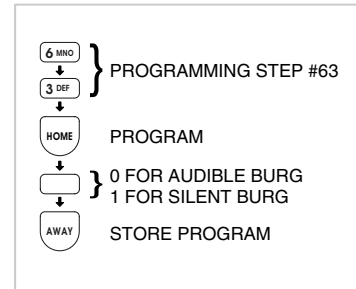 6 MNO
3 DEF
PROGRAMMING STEP #63
HOME PROGRAM
0 FOR AUDIBLE BURG
1 FOR SILENT BURG
AWAY STORE PROGRAM